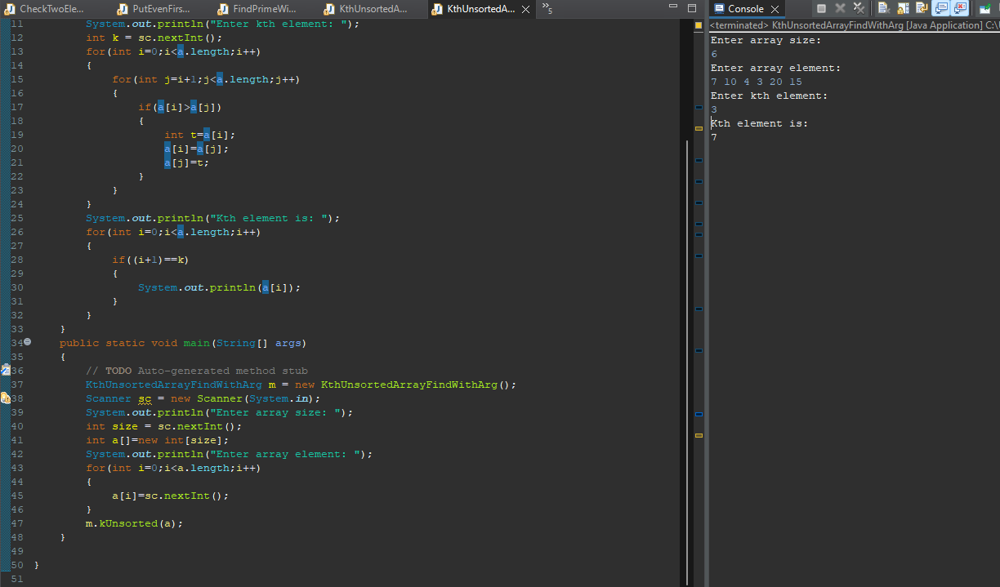 CheckTwoEle...
PutEvenFirs...
FindPrimeWi...
KthUnsortedA...
KthUnsortedA...
5
11 System.out.println("Enter kth element: ");
12 int k = sc.nextInt();
13 for(int i=0;i<a.length;i++)
14 {
15 for(int j=i+1;j<a.length;j++)
16 {
17 if(a[i]>a[j])
18 {
19 int t=a[i];
20 a[i]=a[j];
21 a[j]=t;
22 }
23 }
24 }
25 System.out.println("Kth element is: ");
26 for(int i=0;i<a.length;i++)
27 {
28 if((i+1)==k)
29 {
30 System.out.println(a[i]);
31 }
32 }
33 }
34 public static void main(String[] args)
35 {
36 // TODO Auto-generated method stub
37 KthUnsortedArrayFindWithArg m = new KthUnsortedArrayFindWithArg();
38 Scanner sc = new Scanner(System.in);
39 System.out.println("Enter array size: ");
40 int size = sc.nextInt();
41 int a[]=new int[size];
42 System.out.println("Enter array element: ");
43 for(int i=0;i<a.length;i++)
44 {
45 a[i]=sc.nextInt();
46 }
47 m.kUnsorted(a);
48 }
49
50 }
51
Console
<terminated> KthUnsortedArrayFindWithArg [Java Application] C:\
Enter array size:
6
Enter array element:
7 10 4 3 20 15
Enter kth element:
3
Kth element is:
7